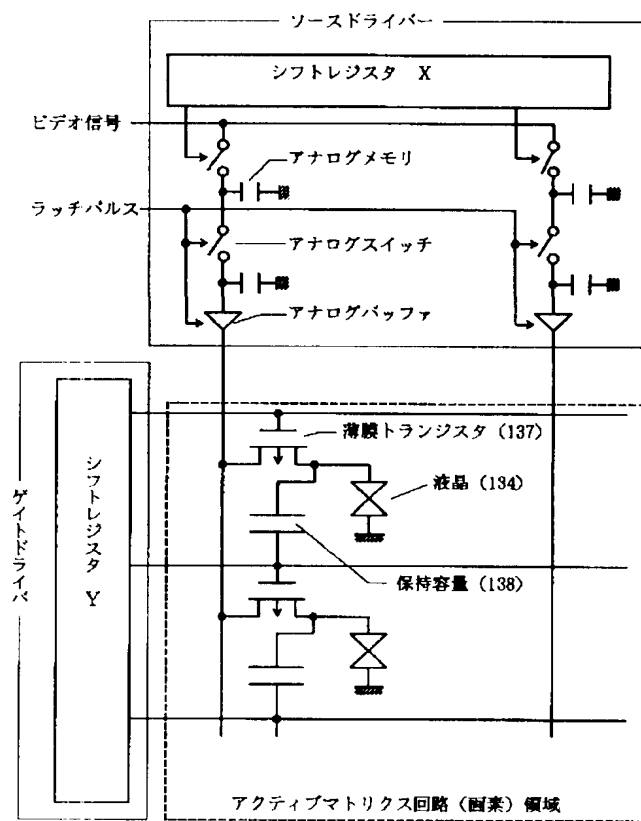 ソースドライバー
シフトレジスタ X
ビデオ信号
アナログメモリ
ラッチパルス
アナログスイッチ
アナログバッファ
薄膜トランジスタ (137)
液晶 (134)
シフトレジスタ Y
ゲイトドライバ
保持容量 (138)
アクティブマトリクス回路 (画素) 領域